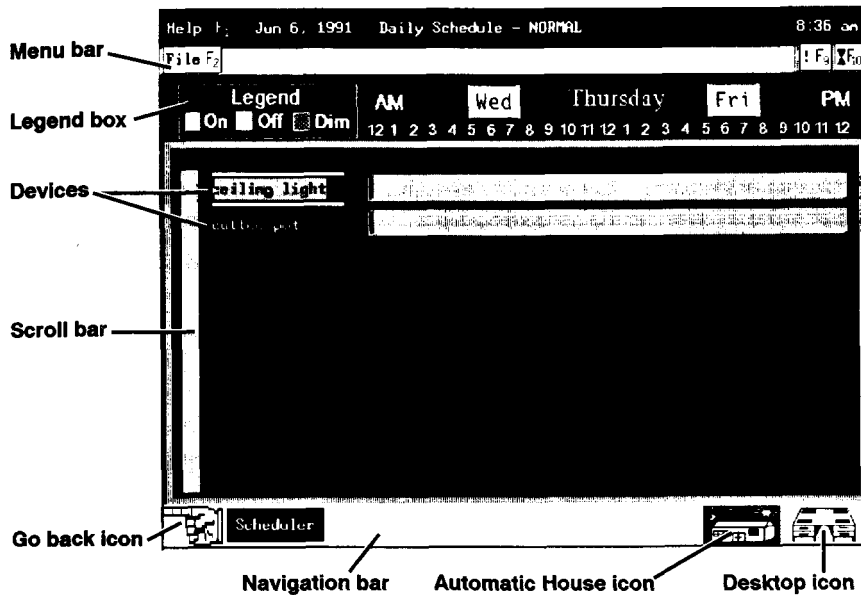 Help F1 Jun 6, 1991 Daily Schedule - NORMAL 8:36 am
Menu bar
File F2 ! F9 F10
Legend box
Legend
On Off Dim
AM Wed Thursday Fri PM
12 1 2 3 4 5 6 7 8 9 10 11 12 1 2 3 4 5 6 7 8 9 10 11 12
Devices
ceiling light
Scroll bar
Go back icon
Scheduler
Navigation bar
Automatic House icon
Desktop icon